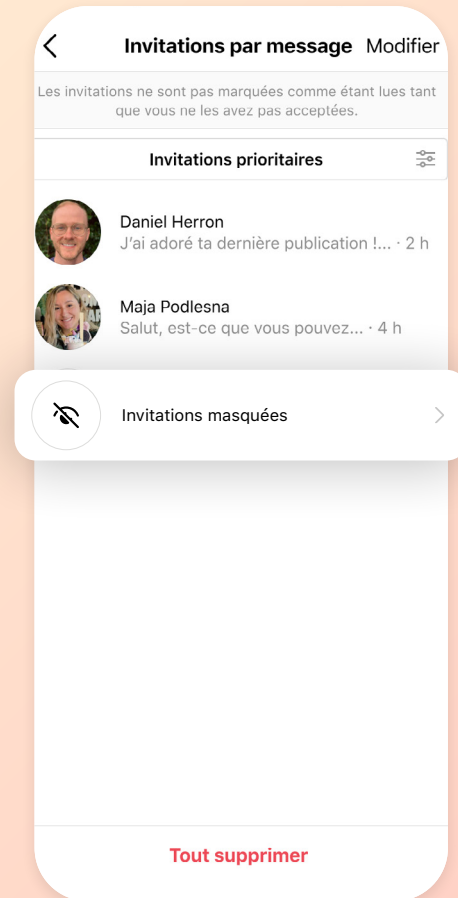 Invitations par message Modifier
Les invitations ne sont pas marquées comme étant lues tant
que vous ne les avez pas acceptées.
Invitations prioritaires
Daniel Herron
J'ai adoré ta dernière publication !... · 2 h
Maja Podlesna
Salut, est-ce que vous pouvez... · 4 h
Invitations masquées
Tout supprimer